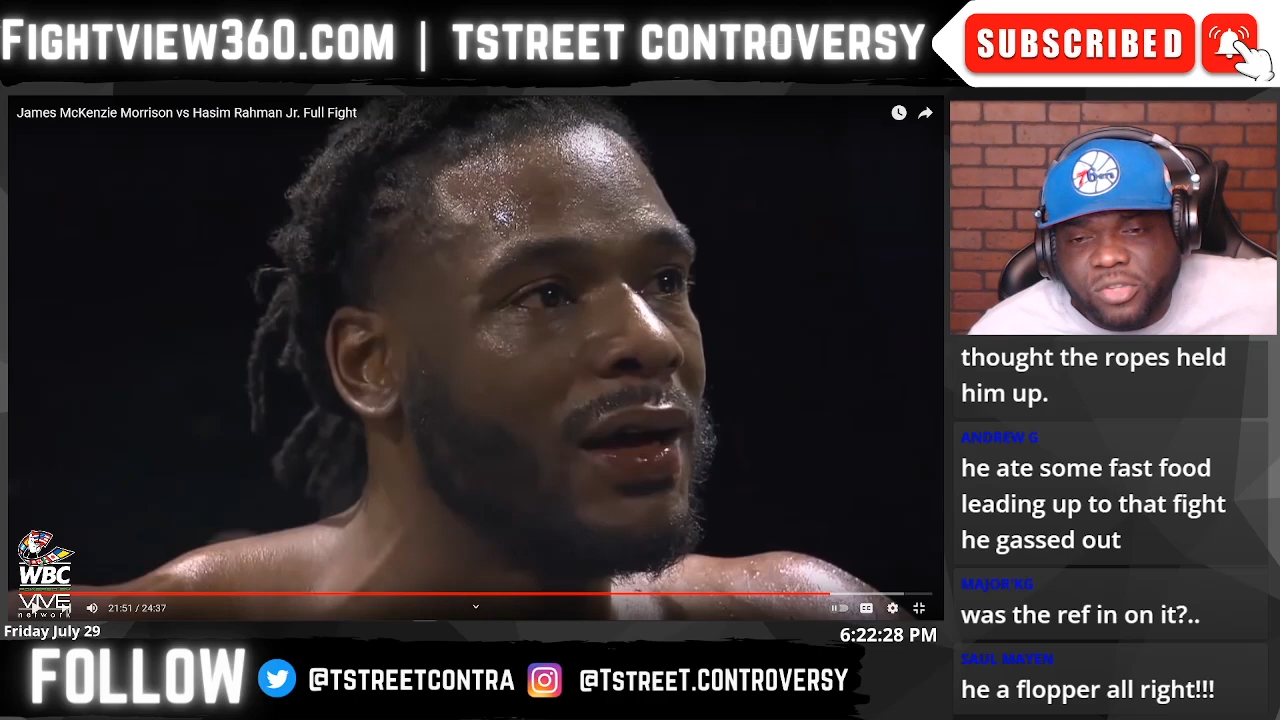 FIGHTVIEW360.COM | TSTREET CONTROVERSY
SUBSCRIBED
James McKenzie Morrison vs Hasim Rahman Jr. Full Fight
76ERS
thought the ropes held
him up.
ANDREW G
he ate some fast food
leading up to that fight
he gassed out
MAJOR'KG
was the ref in on it?..
SAUL MAYEN
he a flopper all right!!!
WBC
VIVE
network
21:51 / 24:37
CC
Friday July 29
6:22:28 PM
FOLLOW
@TSTREETCONTRA
@TSTREET.CONTROVERSY